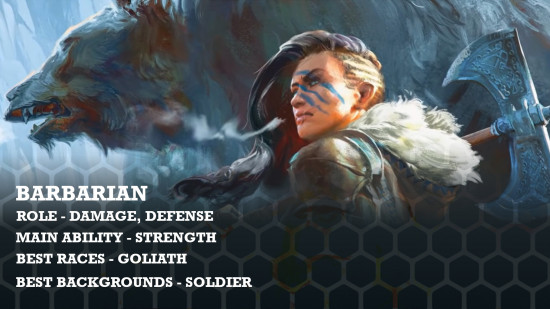 BARBARIAN
ROLE - DAMAGE, DEFENSE
MAIN ABILITY - STRENGTH
BEST RACES - GOLIATH
BEST BACKGROUNDS - SOLDIER